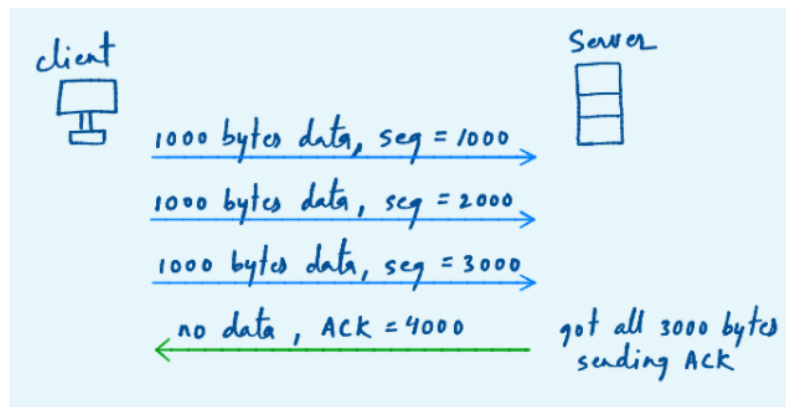 client
Server
1000 bytes data, seq = 1000
1000 bytes data, seq = 2000
1000 bytes data, seq = 3000
no data, ACK = 4000
got all 3000 bytes
sending ACK